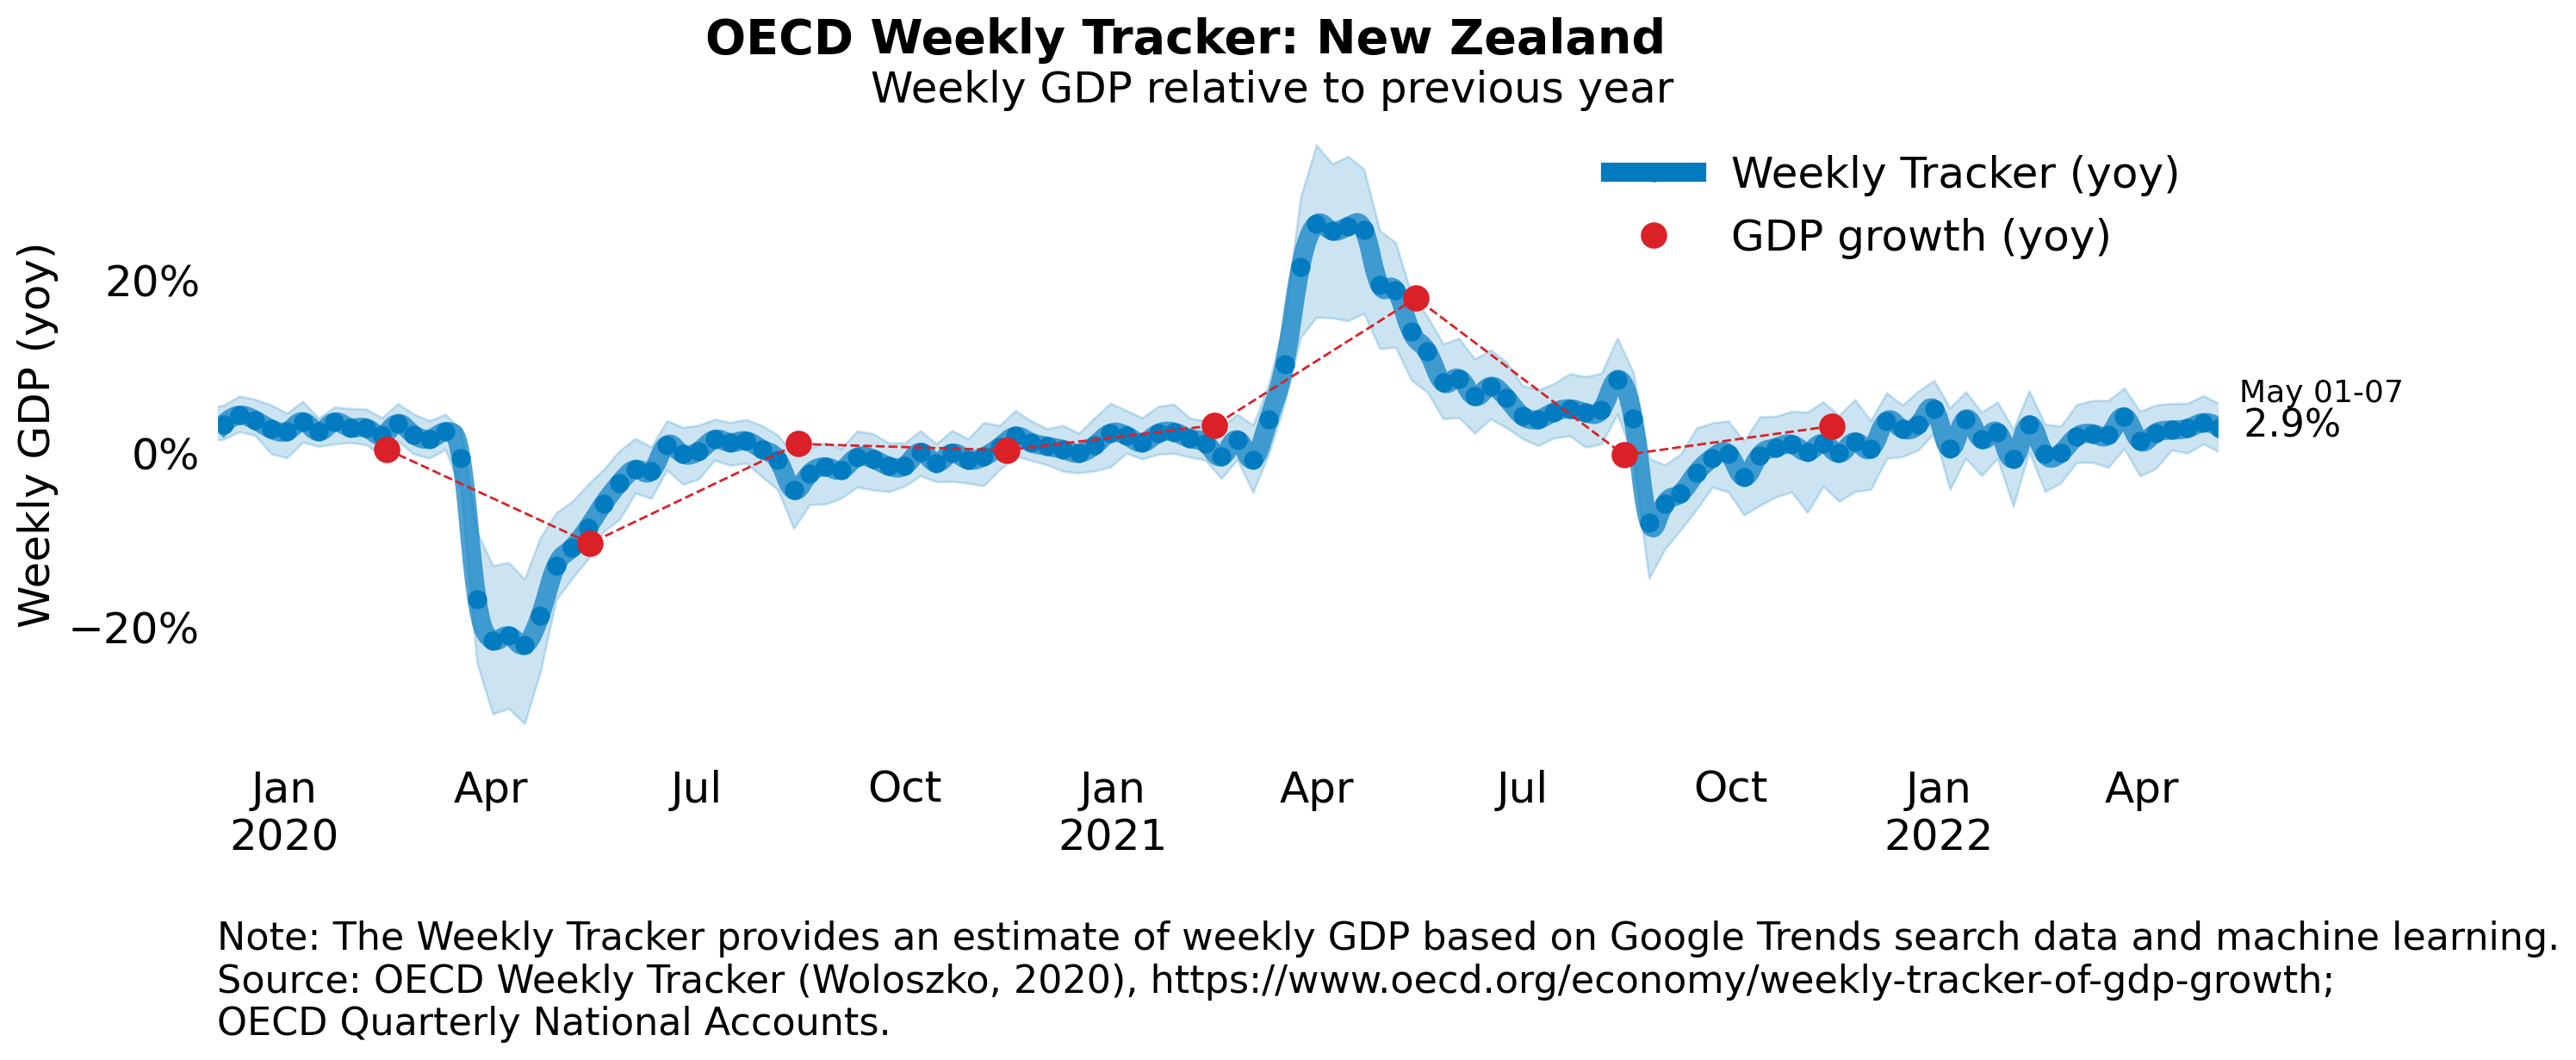 OECD Weekly Tracker: New Zealand
Weekly GDP relative to previous year
Weekly Tracker (yoy)
GDP growth (yoy)
Weekly GDP (yoy)
20%
0%
−20%
May 01-07
2.9%
Jan Apr Jul Oct Jan Apr Jul Oct Jan Apr
2020 2021 2022
Note: The Weekly Tracker provides an estimate of weekly GDP based on Google Trends search data and machine learning.
Source: OECD Weekly Tracker (Woloszko, 2020), https://www.oecd.org/economy/weekly-tracker-of-gdp-growth;
OECD Quarterly National Accounts.